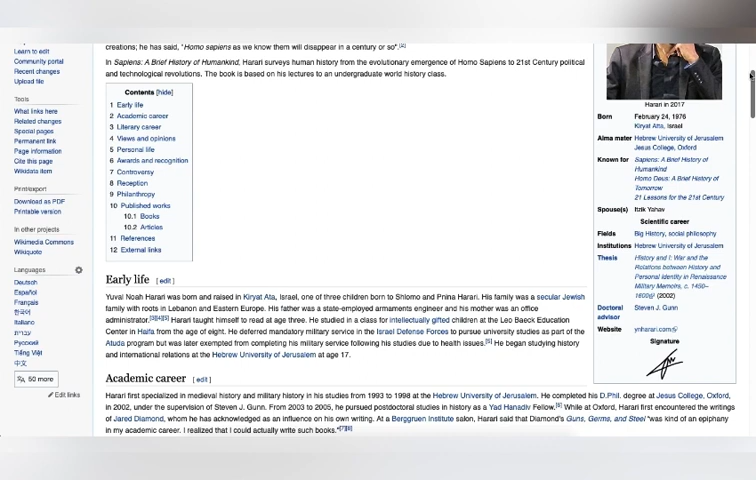 Learn to edit
Community portal
Recent changes
Upload file
Tools
What links here
Related changes
Special pages
Permanent link
Page information
Cite this page
Wikidata item
Print/export
Download as PDF
Printable version
In other projects
Wikimedia Commons
Wikiquote
Languages
Deutsch
Español
Français
한국어
Italiano
עברית
Русский
Tiếng Việt
中文
50 more
Edit links
creations; he has said, "Homo sapiens as we know them will disappear in a century or so".[2]
In Sapiens: A Brief History of Humankind, Harari surveys human history from the evolutionary emergence of Homo Sapiens to 21st Century political
and technological revolutions. The book is based on his lectures to an undergraduate world history class.
Contents [hide]
1 Early life
2 Academic career
3 Literary career
4 Views and opinions
5 Personal life
6 Awards and recognition
7 Controversy
8 Reception
9 Philanthropy
10 Published works
10.1 Books
10.2 Articles
11 References
12 External links
Early life [ edit ]
Yuval Noah Harari was born and raised in Kiryat Ata, Israel, one of three children born to Shlomo and Pnina Harari. His family was a secular Jewish
family with roots in Lebanon and Eastern Europe. His father was a state-employed armaments engineer and his mother was an office
administrator.[3][4][5] Harari taught himself to read at age three. He studied in a class for intellectually gifted children at the Leo Baeck Education
Center in Haifa from the age of eight. He deferred mandatory military service in the Israel Defense Forces to pursue university studies as part of the
Atuda program but was later exempted from completing his military service following his studies due to health issues.[5] He began studying history
and international relations at the Hebrew University of Jerusalem at age 17.
Academic career [ edit ]
Harari first specialized in medieval history and military history in his studies from 1993 to 1998 at the Hebrew University of Jerusalem. He completed his D.Phil. degree at Jesus College, Oxford,
in 2002, under the supervision of Steven J. Gunn. From 2003 to 2005, he pursued postdoctoral studies in history as a Yad Hanadiv Fellow.[6] While at Oxford, Harari first encountered the writings
of Jared Diamond, whom he has acknowledged as an influence on his own writing. At a Berggruen Institute salon, Harari said that Diamond's Guns, Germs, and Steel "was kind of an epiphany
in my academic career. I realized that I could actually write such books."[7][8]
Harari in 2017
Born February 24, 1976
Kiryat Ata, Israel
Alma mater Hebrew University of Jerusalem
Jesus College, Oxford
Known for Sapiens: A Brief History of
Humankind
Homo Deus: A Brief History of
Tomorrow
21 Lessons for the 21st Century
Spouse(s) Itzik Yahav
Scientific career
Fields Big History, social philosophy
Institutions Hebrew University of Jerusalem
Thesis History and I: War and the
Relations between History and
Personal Identity in Renaissance
Military Memoirs, c. 1450–
1600 (2002)
Doctoral Steven J. Gunn
advisor
Website ynharari.com
Signature